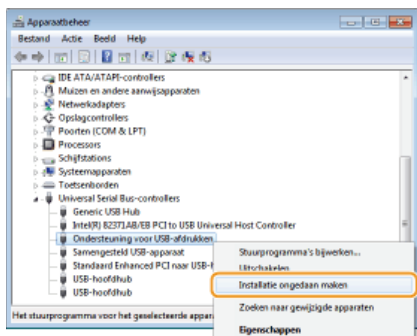 Apparaatbeheer
Bestand Actie Beeld Help
IDE ATA/ATAPI-controllers
Muizen en andere aanwijsapparaten
Netwerkadapters
Opslagcontrollers
Poorten (COM & LPT)
Processors
Schijfstations
Systeemapparaten
Toetsenborden
Universal Serial Bus-controllers
Generic USB Hub
Intel(R) 82371AB/EB PCI to USB Universal Host Controller
Ondersteuning voor USB-afdrukken
Samengesteld USB-apparaat
Standaard Enhanced PCI naar USB-
USB-hoofdhub
USB-hoofdhub
Stuurprogramma's bijwerken...
Uitschakelen
Installatie ongedaan maken
Zoeken naar gewijzigde apparaten
Eigenschappen
Het stuurprogramma voor het geselecteerde appar